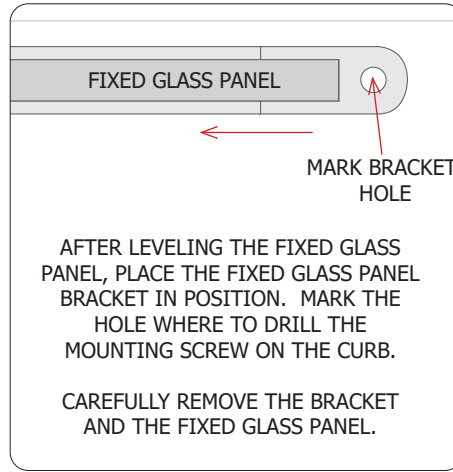 FIXED GLASS PANEL
MARK BRACKET
HOLE
AFTER LEVELING THE FIXED GLASS
PANEL, PLACE THE FIXED GLASS PANEL
BRACKET IN POSITION.  MARK THE
HOLE WHERE TO DRILL THE
MOUNTING SCREW ON THE CURB.
CAREFULLY REMOVE THE BRACKET
AND THE FIXED GLASS PANEL.